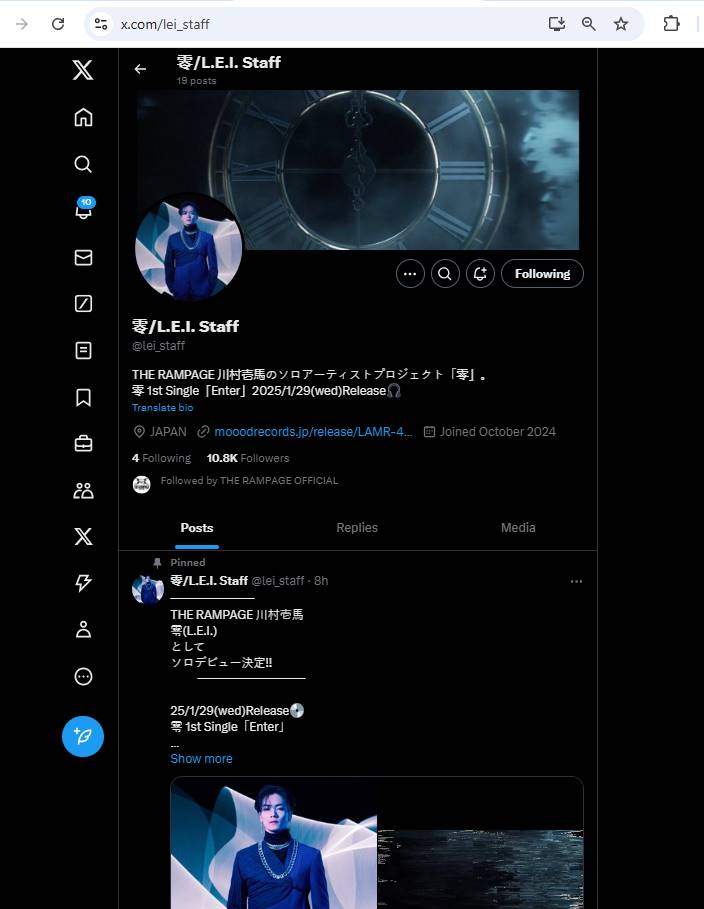 x.com/lei_staff
零/L.E.I. Staff
19 posts
10
Following
零/L.E.I. Staff
@lei_staff
THE RAMPAGE 川村壱馬のソロアーティストプロジェクト「零』。
零 1st Single「Enter」2025/1/29(wed)Release🎧
Translate bio
JAPAN mooodrecords.jp/release/LAMR-4... Joined October 2024
4 Following 10.8K Followers
Followed by THE RAMPAGE OFFICIAL
Posts Replies Media
Pinned
零/L.E.I. Staff @lei_staff · 8h
THE RAMPAGE 川村壱馬
零(L.E.I.)
として
ソロデビュー決定‼
25/1/29(wed)Release💿
零 1st Single「Enter」
...
Show more